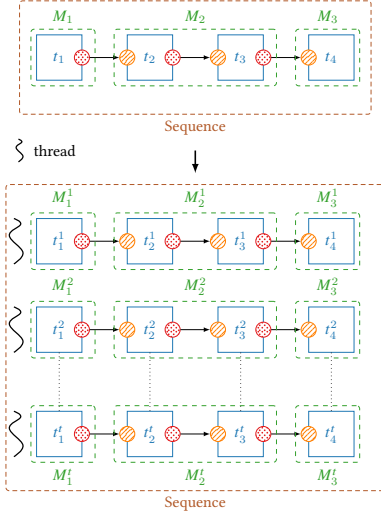 M₁ M₂ M₃
t₁ t₂ t₃ t₄
Sequence
thread
M₁¹ M₂¹ M₃¹
t₁¹ t₂¹ t₃¹ t₄¹
M₁² M₂² M₃²
t₁² t₂² t₃² t₄²
t₁ᵗ t₂ᵗ t₃ᵗ t₄ᵗ
M₁ᵗ M₂ᵗ M₃ᵗ
Sequence